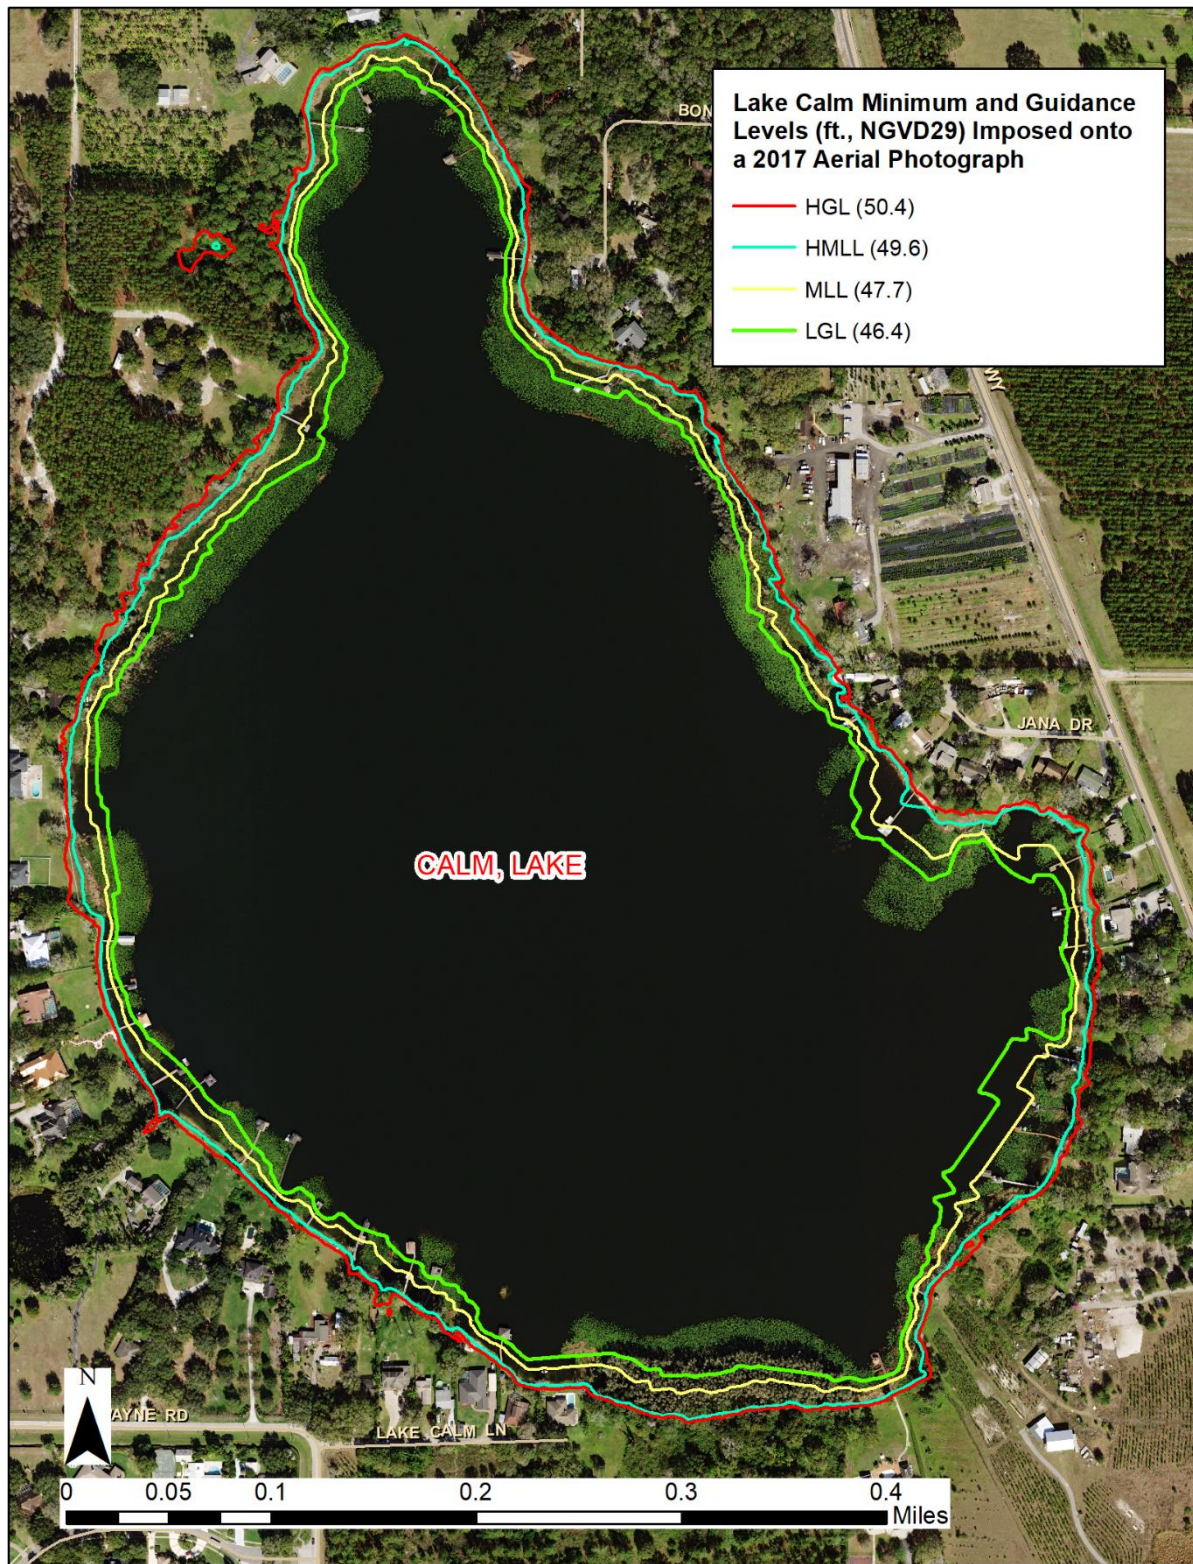 Lake Calm Minimum and Guidance
Levels (ft., NGVD29) Imposed onto
a 2017 Aerial Photograph
HGL (50.4)
HMLL (49.6)
MLL (47.7)
LGL (46.4)
BON
WY
JANA DR
CALM, LAKE
N
AYNE RD
LAKE CALM LN
0 0.05 0.1 0.2 0.3 0.4
Miles